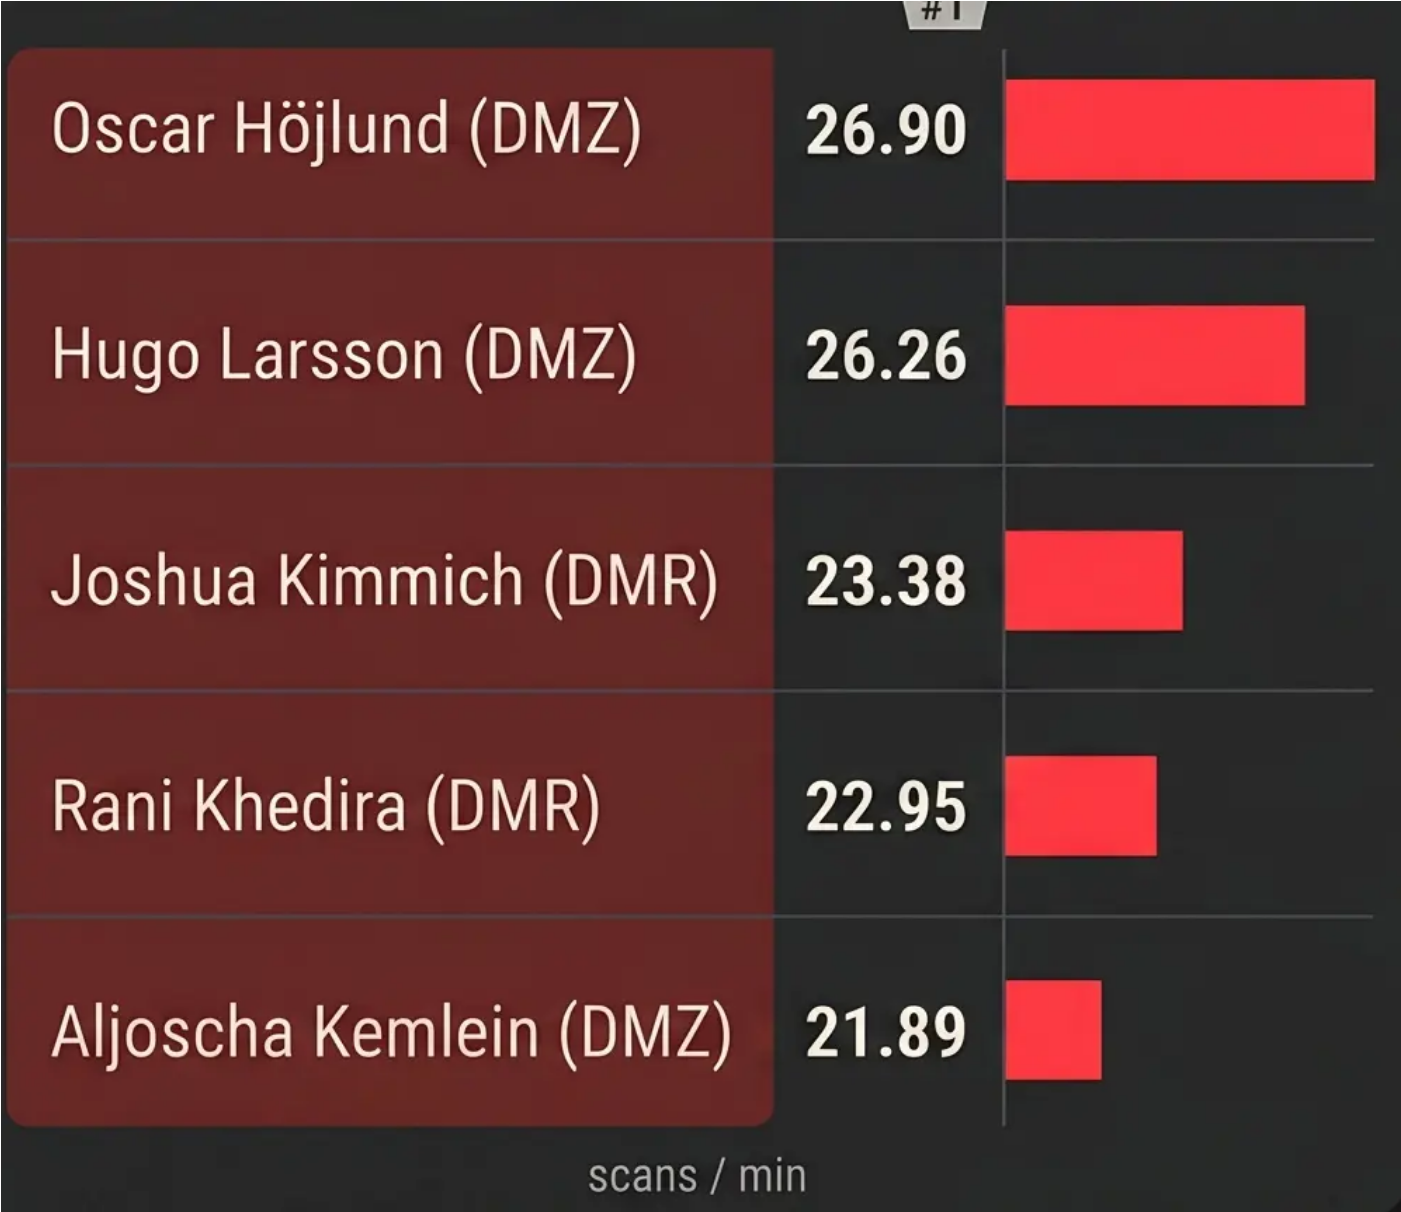 #1
Oscar Höjlund (DMZ) 26.90
Hugo Larsson (DMZ) 26.26
Joshua Kimmich (DMR) 23.38
Rani Khedira (DMR) 22.95
Aljoscha Kemlein (DMZ) 21.89
scans / min